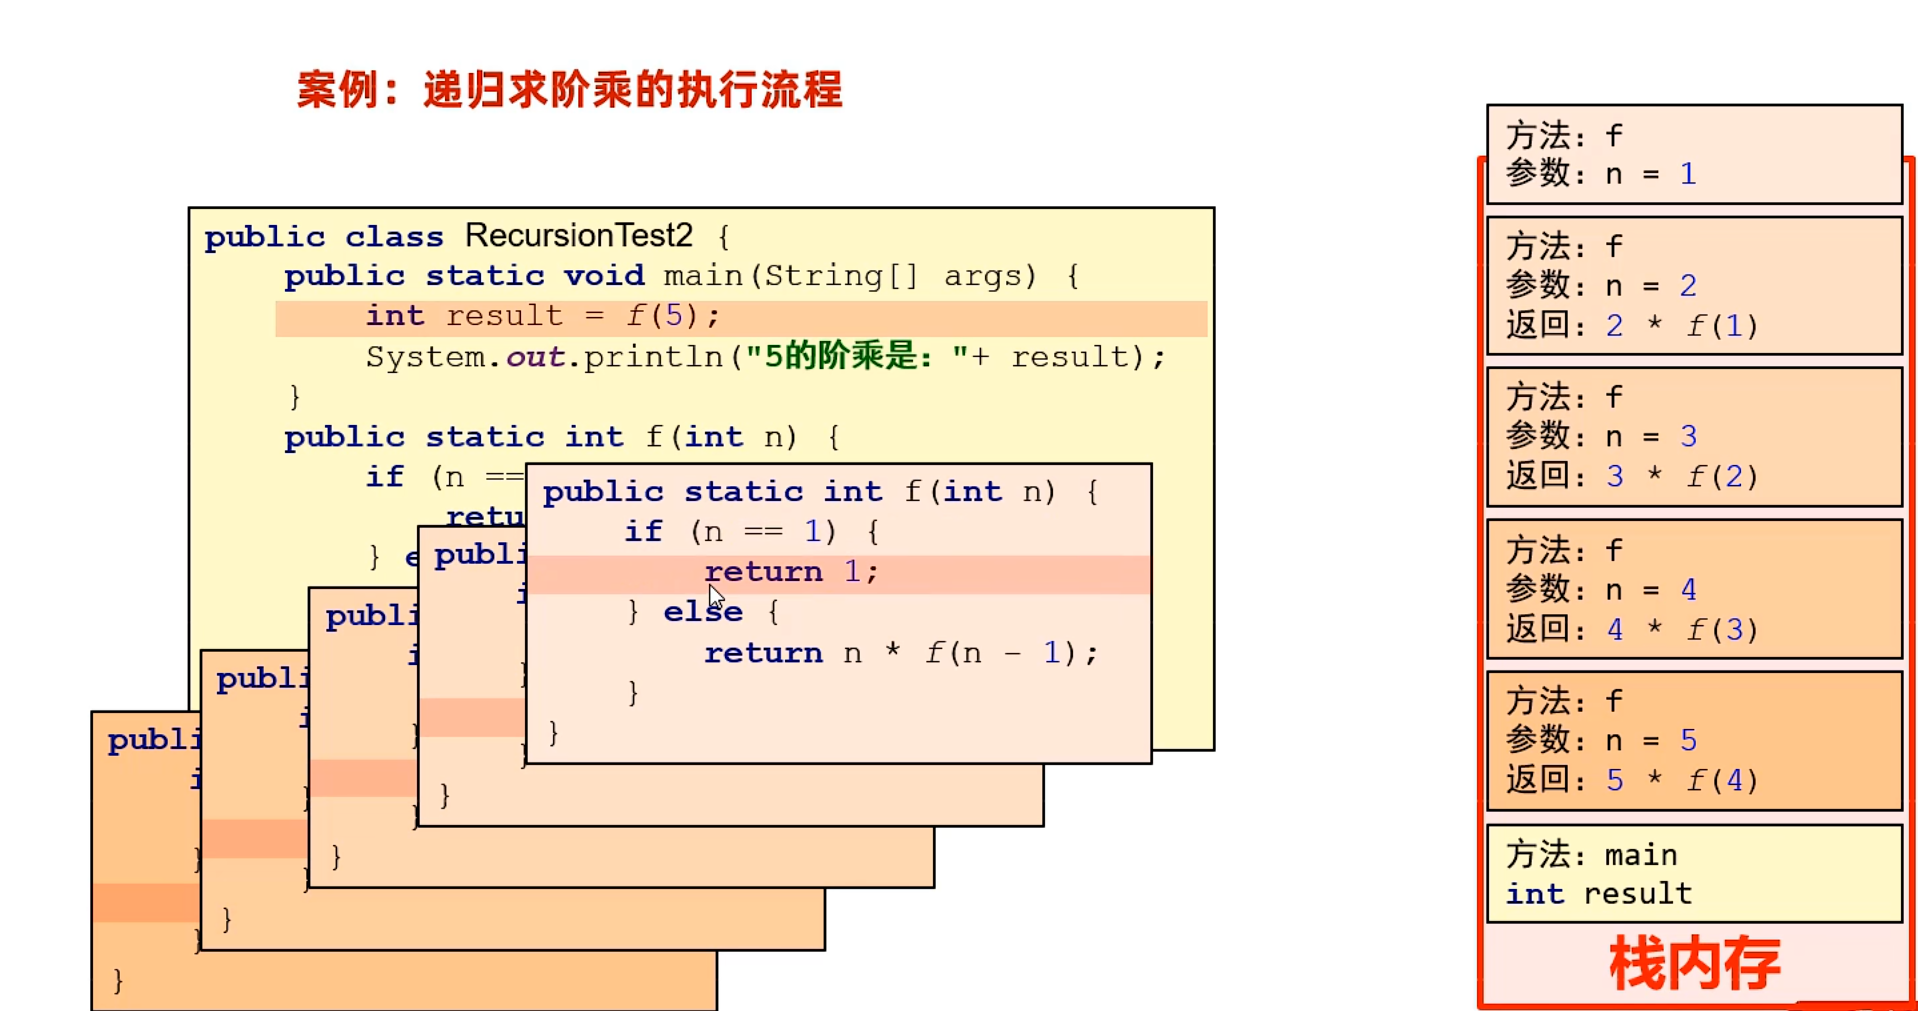 案例：递归求阶乘的执行流程
public class RecursionTest2 {
public static void main(String[] args) {
int result = f(5);
System.out.println("5的阶乘是："+ result);
}
public static int f(int n) {
if (n ==
retu
} e
public static int f(int n) {
if (n == 1) {
return 1;
} else {
return n * f(n - 1);
}
}
publi
i
}
}
}
publi
i
}
}
}
publi
i
}
}
}
publi
i
}
}
}
方法：f
参数：n = 1
方法：f
参数：n = 2
返回：2 * f(1)
方法：f
参数：n = 3
返回：3 * f(2)
方法：f
参数：n = 4
返回：4 * f(3)
方法：f
参数：n = 5
返回：5 * f(4)
方法：main
int result
栈内存